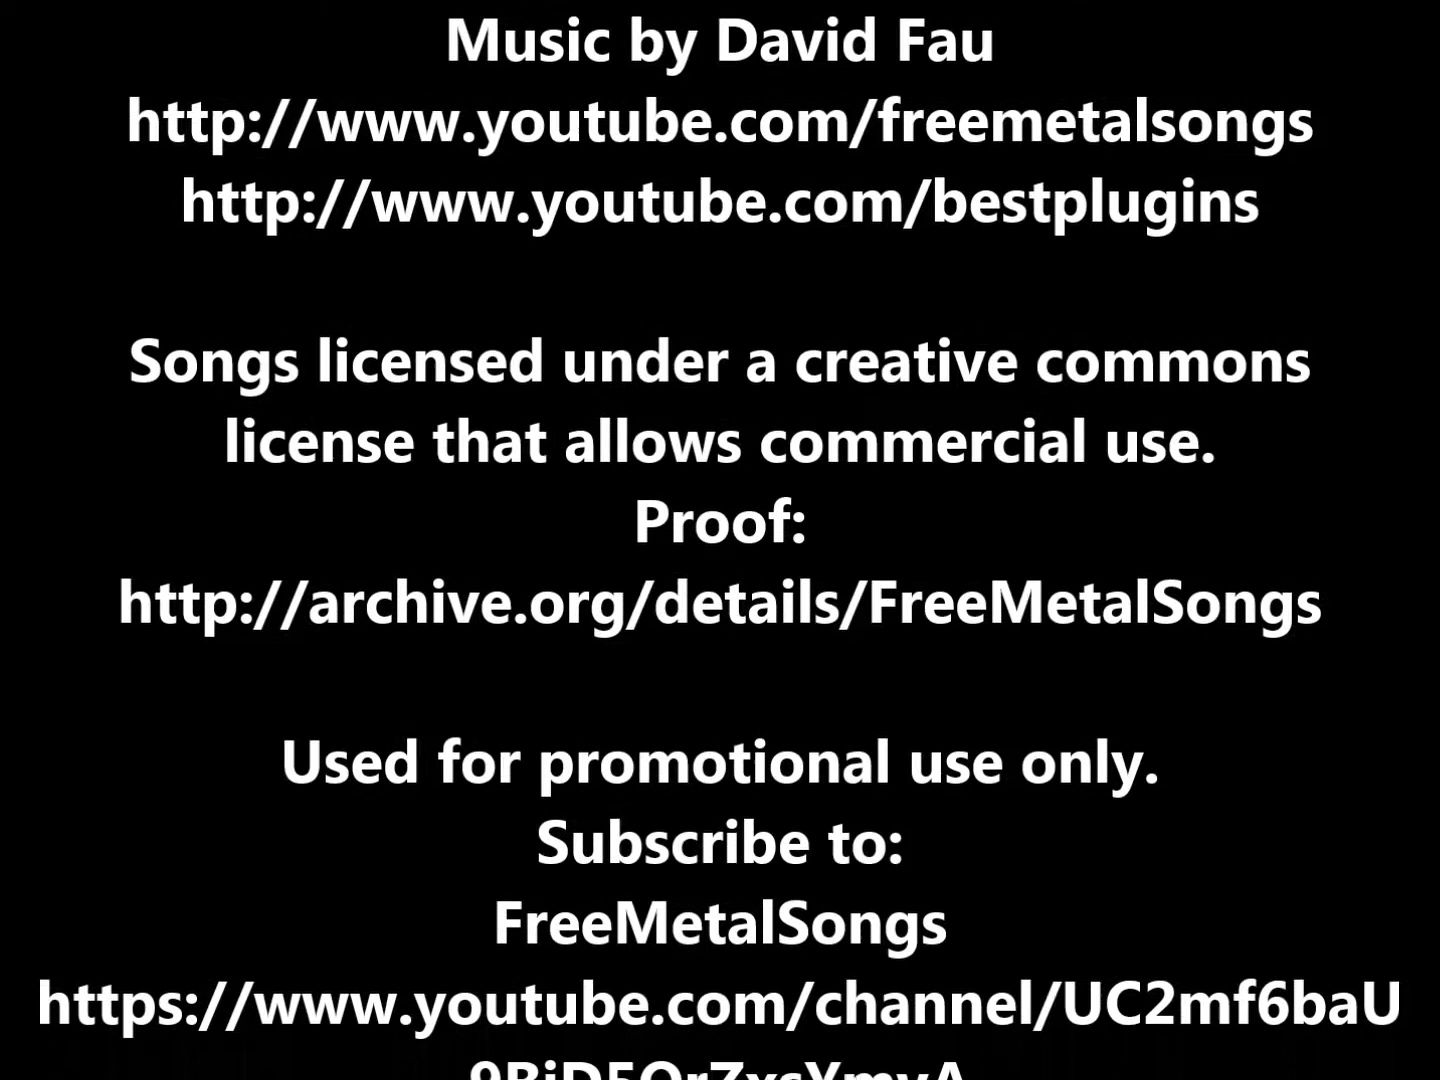 Music by David Fau
http://www.youtube.com/freemetalsongs
http://www.youtube.com/bestplugins
Songs licensed under a creative commons
license that allows commercial use.
Proof:
http://archive.org/details/FreeMetalSongs
Used for promotional use only.
Subscribe to:
FreeMetalSongs
https://www.youtube.com/channel/UC2mf6baU